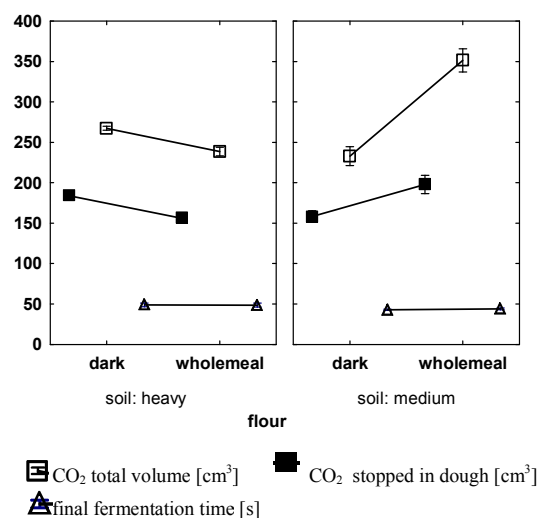 400
350
300
250
200
150
100
50
0
dark wholemeal dark wholemeal
soil: heavy soil: medium
flour
CO₂ total volume [cm³] CO₂ stopped in dough [cm³]
final fermentation time [s]